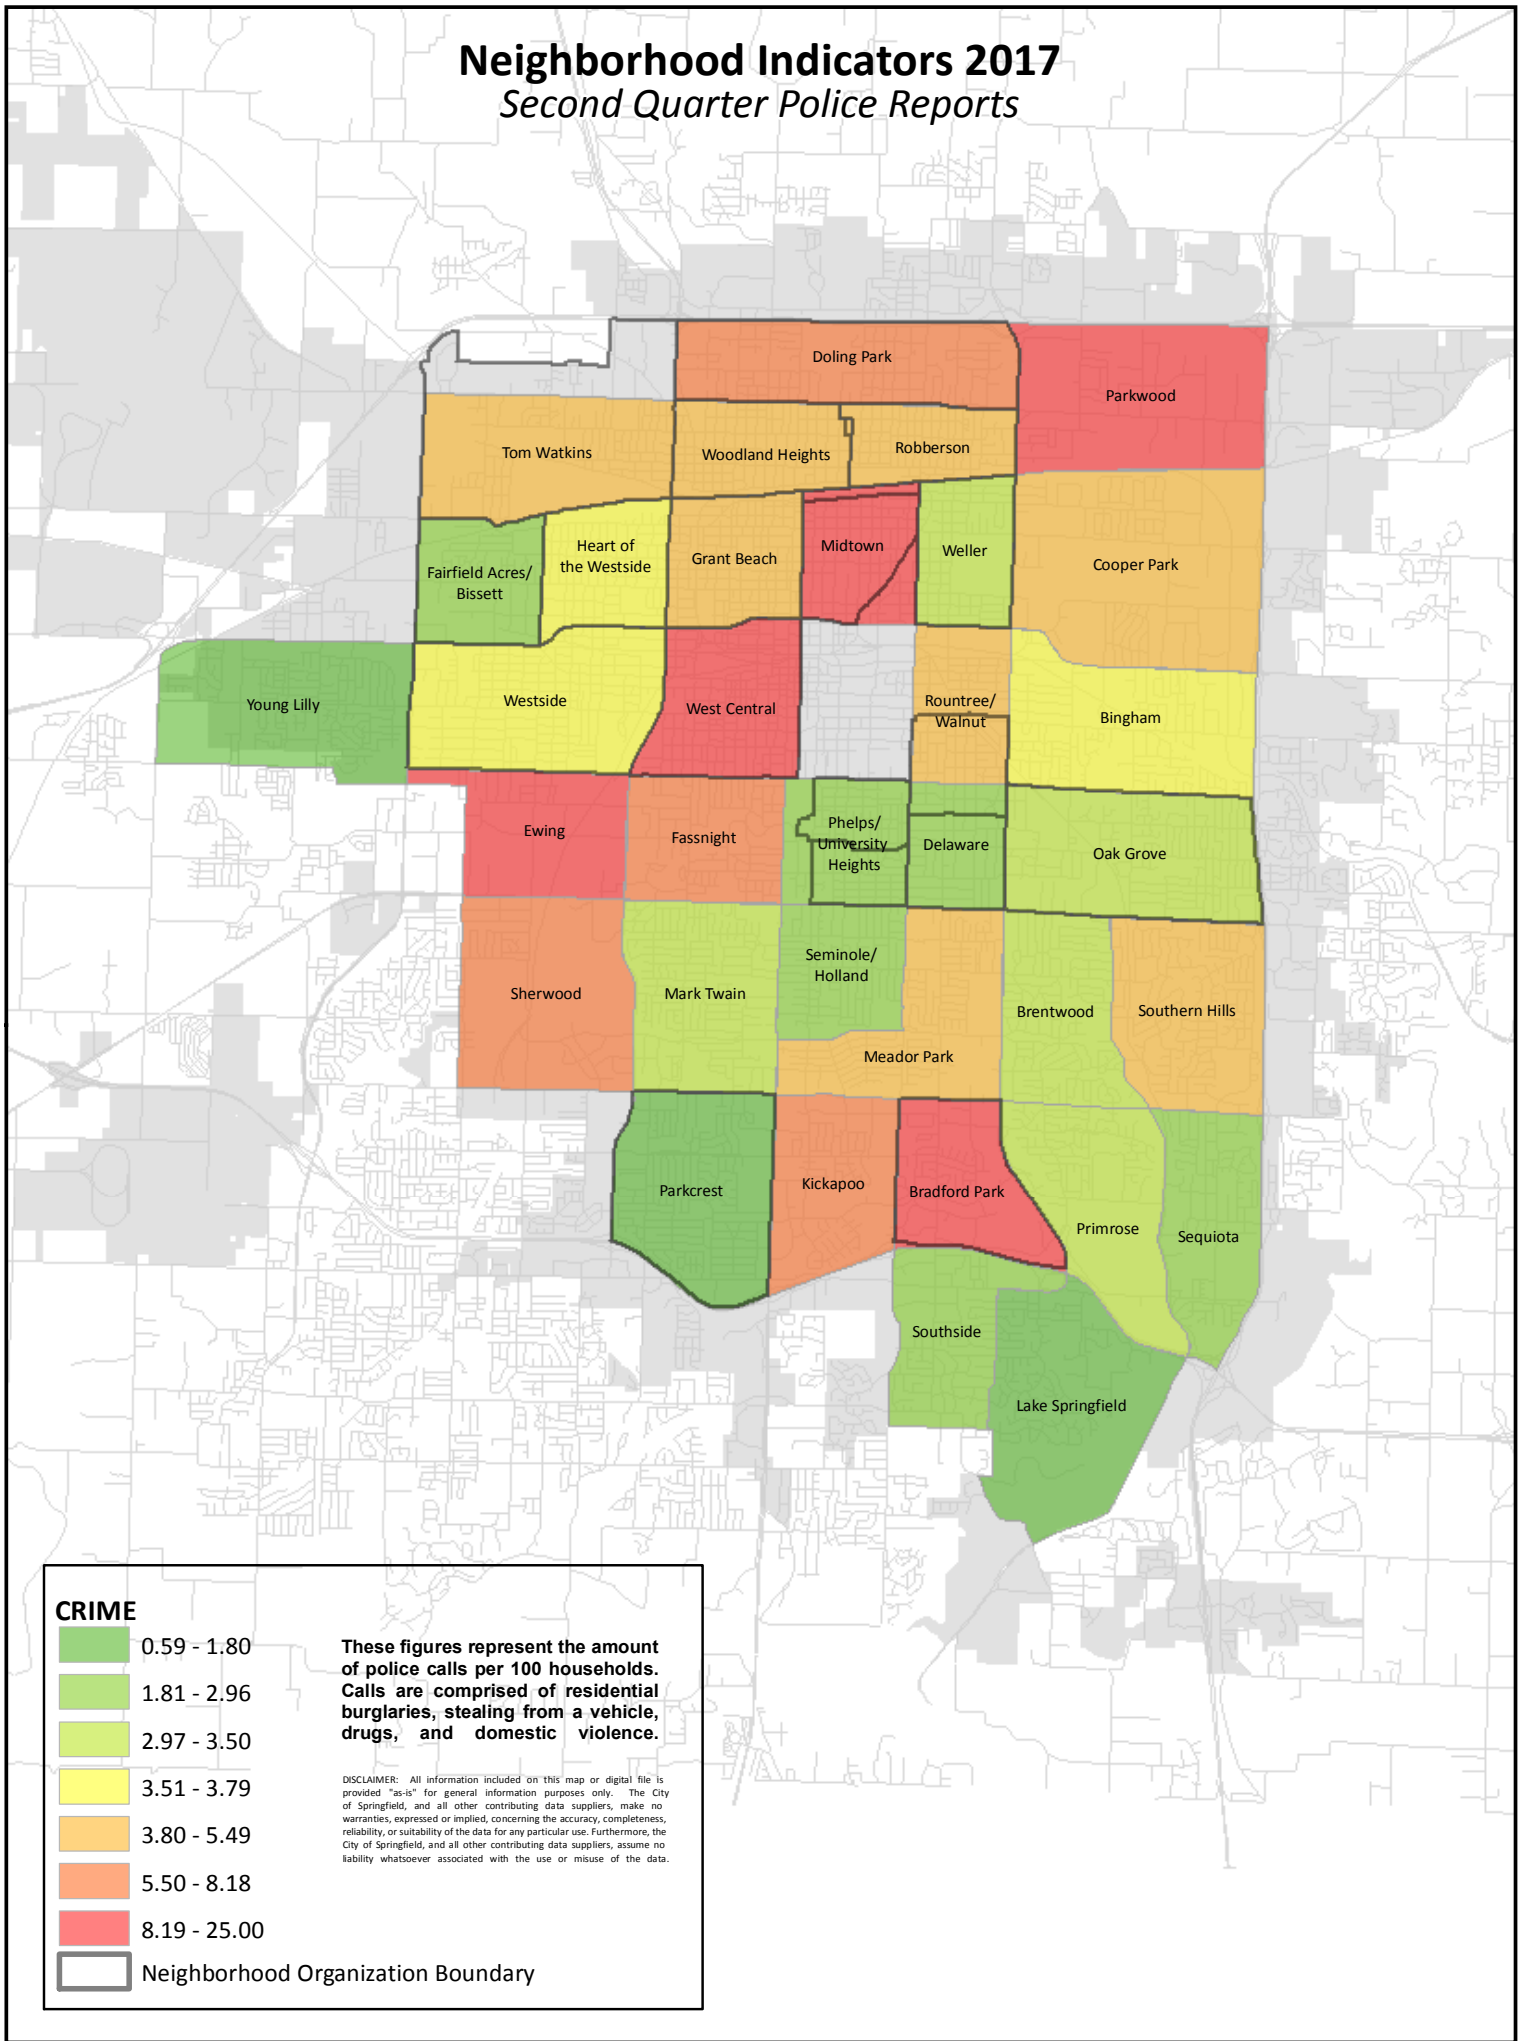 Neighborhood Indicators 2017
Second Quarter Police Reports
Doling Park
Parkwood
Tom Watkins
Woodland Heights
Robberson
Heart of
the Westside
Grant Beach
Midtown
Weller
Cooper Park
Fairfield Acres/
Bissett
Young Lilly
Westside
West Central
Rountree/
Walnut
Bingham
Ewing
Fassnight
Phelps/
University
Heights
Delaware
Oak Grove
Sherwood
Mark Twain
Seminole/
Holland
Brentwood
Southern Hills
Meador Park
Parkcrest
Kickapoo
Bradford Park
Primrose
Sequiota
Southside
Lake Springfield
CRIME
0.59 - 1.80
1.81 - 2.96
2.97 - 3.50
3.51 - 3.79
3.80 - 5.49
5.50 - 8.18
8.19 - 25.00
Neighborhood Organization Boundary
These figures represent the amount
of police calls per 100 households.
Calls are comprised of residential
burglaries, stealing from a vehicle,
drugs, and domestic violence.
DISCLAIMER: All information included on this map or digital file is
provided "as-is" for general information purposes only. The City
of Springfield, and all other contributing data suppliers, make no
warranties, expressed or implied, concerning the accuracy, completeness,
reliability, or suitability of the data for any particular use. Furthermore, the
City of Springfield, and all other contributing data suppliers, assume no
liability whatsoever associated with the use or misuse of the data.